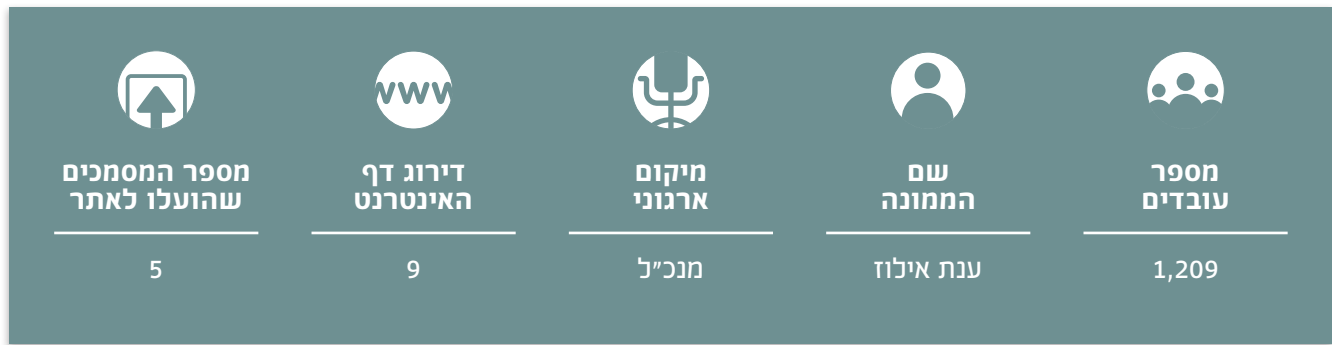 מספר
עובדים
1,209
שם
הממונה
ענת אילוז
מיקום
ארגוני
מנכ״ל
www
דירוג דף
האינטרנט
9
מספר המסמכים
שהועלו לאתר
5